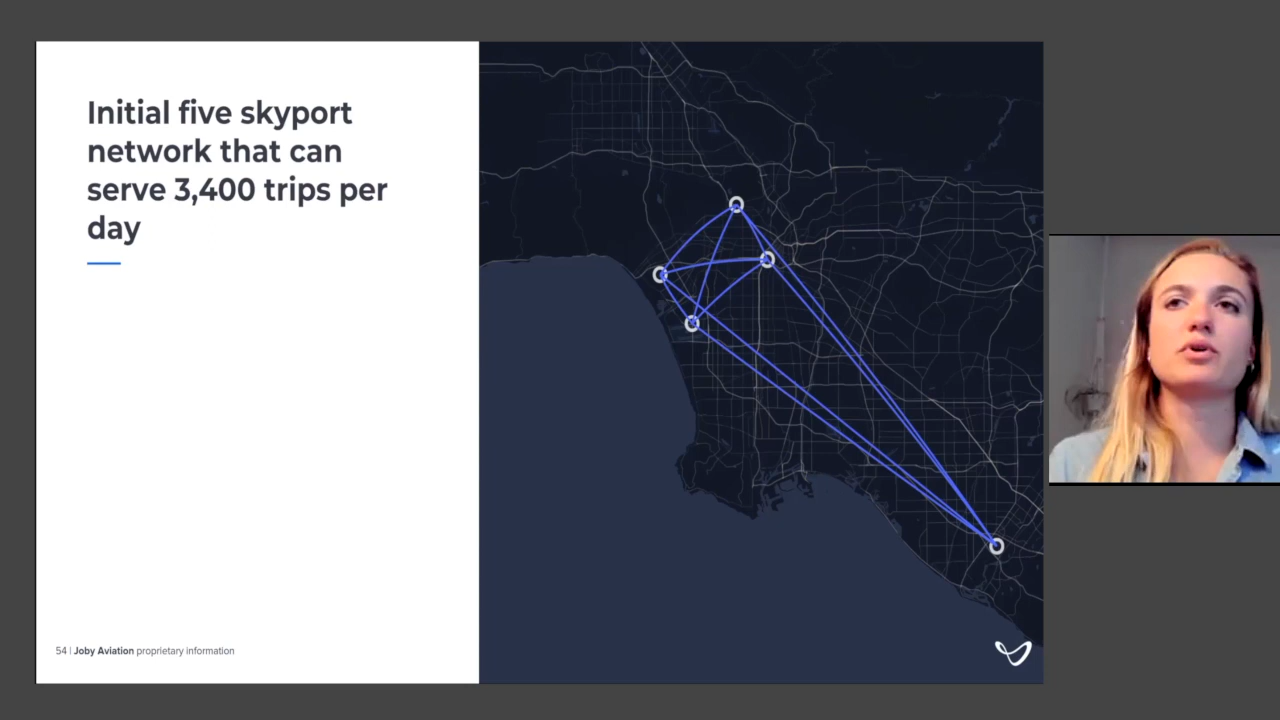 Initial five skyport
network that can
serve 3,400 trips per
day
54 | Joby Aviation proprietary information